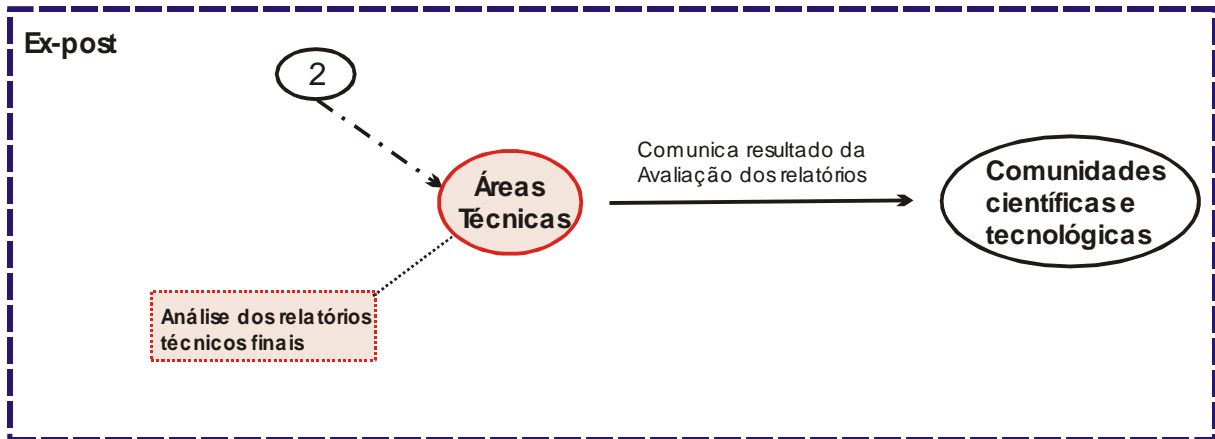 Ex-post
2
Comunica resultado da
Avaliação dos relatórios
Áreas
Técnicas
Comunidades
científicas e
tecnológicas
Análise dos relatórios
técnicos finais